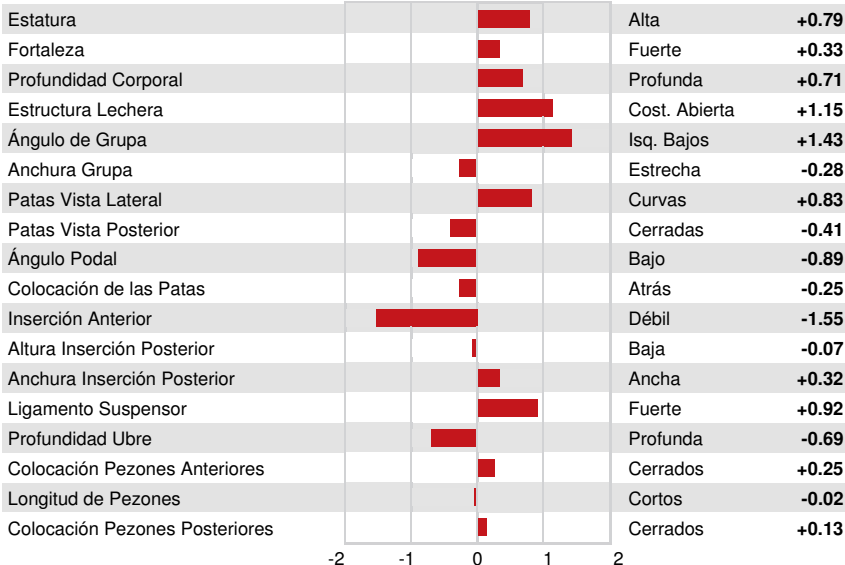 Estatura Alta +0.79
Fortaleza Fuerte +0.33
Profundidad Corporal Profunda +0.71
Estructura Lechera Cost. Abierta +1.15
Ángulo de Grupa Isq. Bajos +1.43
Anchura Grupa Estrecha -0.28
Patas Vista Lateral Curvas +0.83
Patas Vista Posterior Cerradas -0.41
Ángulo Podal Bajo -0.89
Colocación de las Patas Atrás -0.25
Inserción Anterior Débil -1.55
Altura Inserción Posterior Baja -0.07
Anchura Inserción Posterior Ancha +0.32
Ligamento Suspensor Fuerte +0.92
Profundidad Ubre Profunda -0.69
Colocación Pezones Anteriores Cerrados +0.25
Longitud de Pezones Cortos -0.02
Colocación Pezones Posteriores Cerrados +0.13
-2 -1 0 1 2